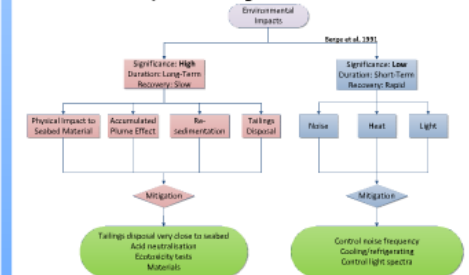 Environmental
Impacts
Barge et al. 1991
Significance: High
Duration: Long-Term
Recovery: Slow
Significance: Low
Duration: Short-Term
Recovery: Rapid
Physical Impact to
Seabed Material
Accumulated
Plume Effect
Re-
sedimentation
Tailings
Disposal
Noise
Heat
Light
Mitigation
Mitigation
Tailings disposal very close to seabed
Acid neutralisation
Ecotoxicity tests
Materials
Control noise frequency
Cooling/refrigerating
Control light spectra